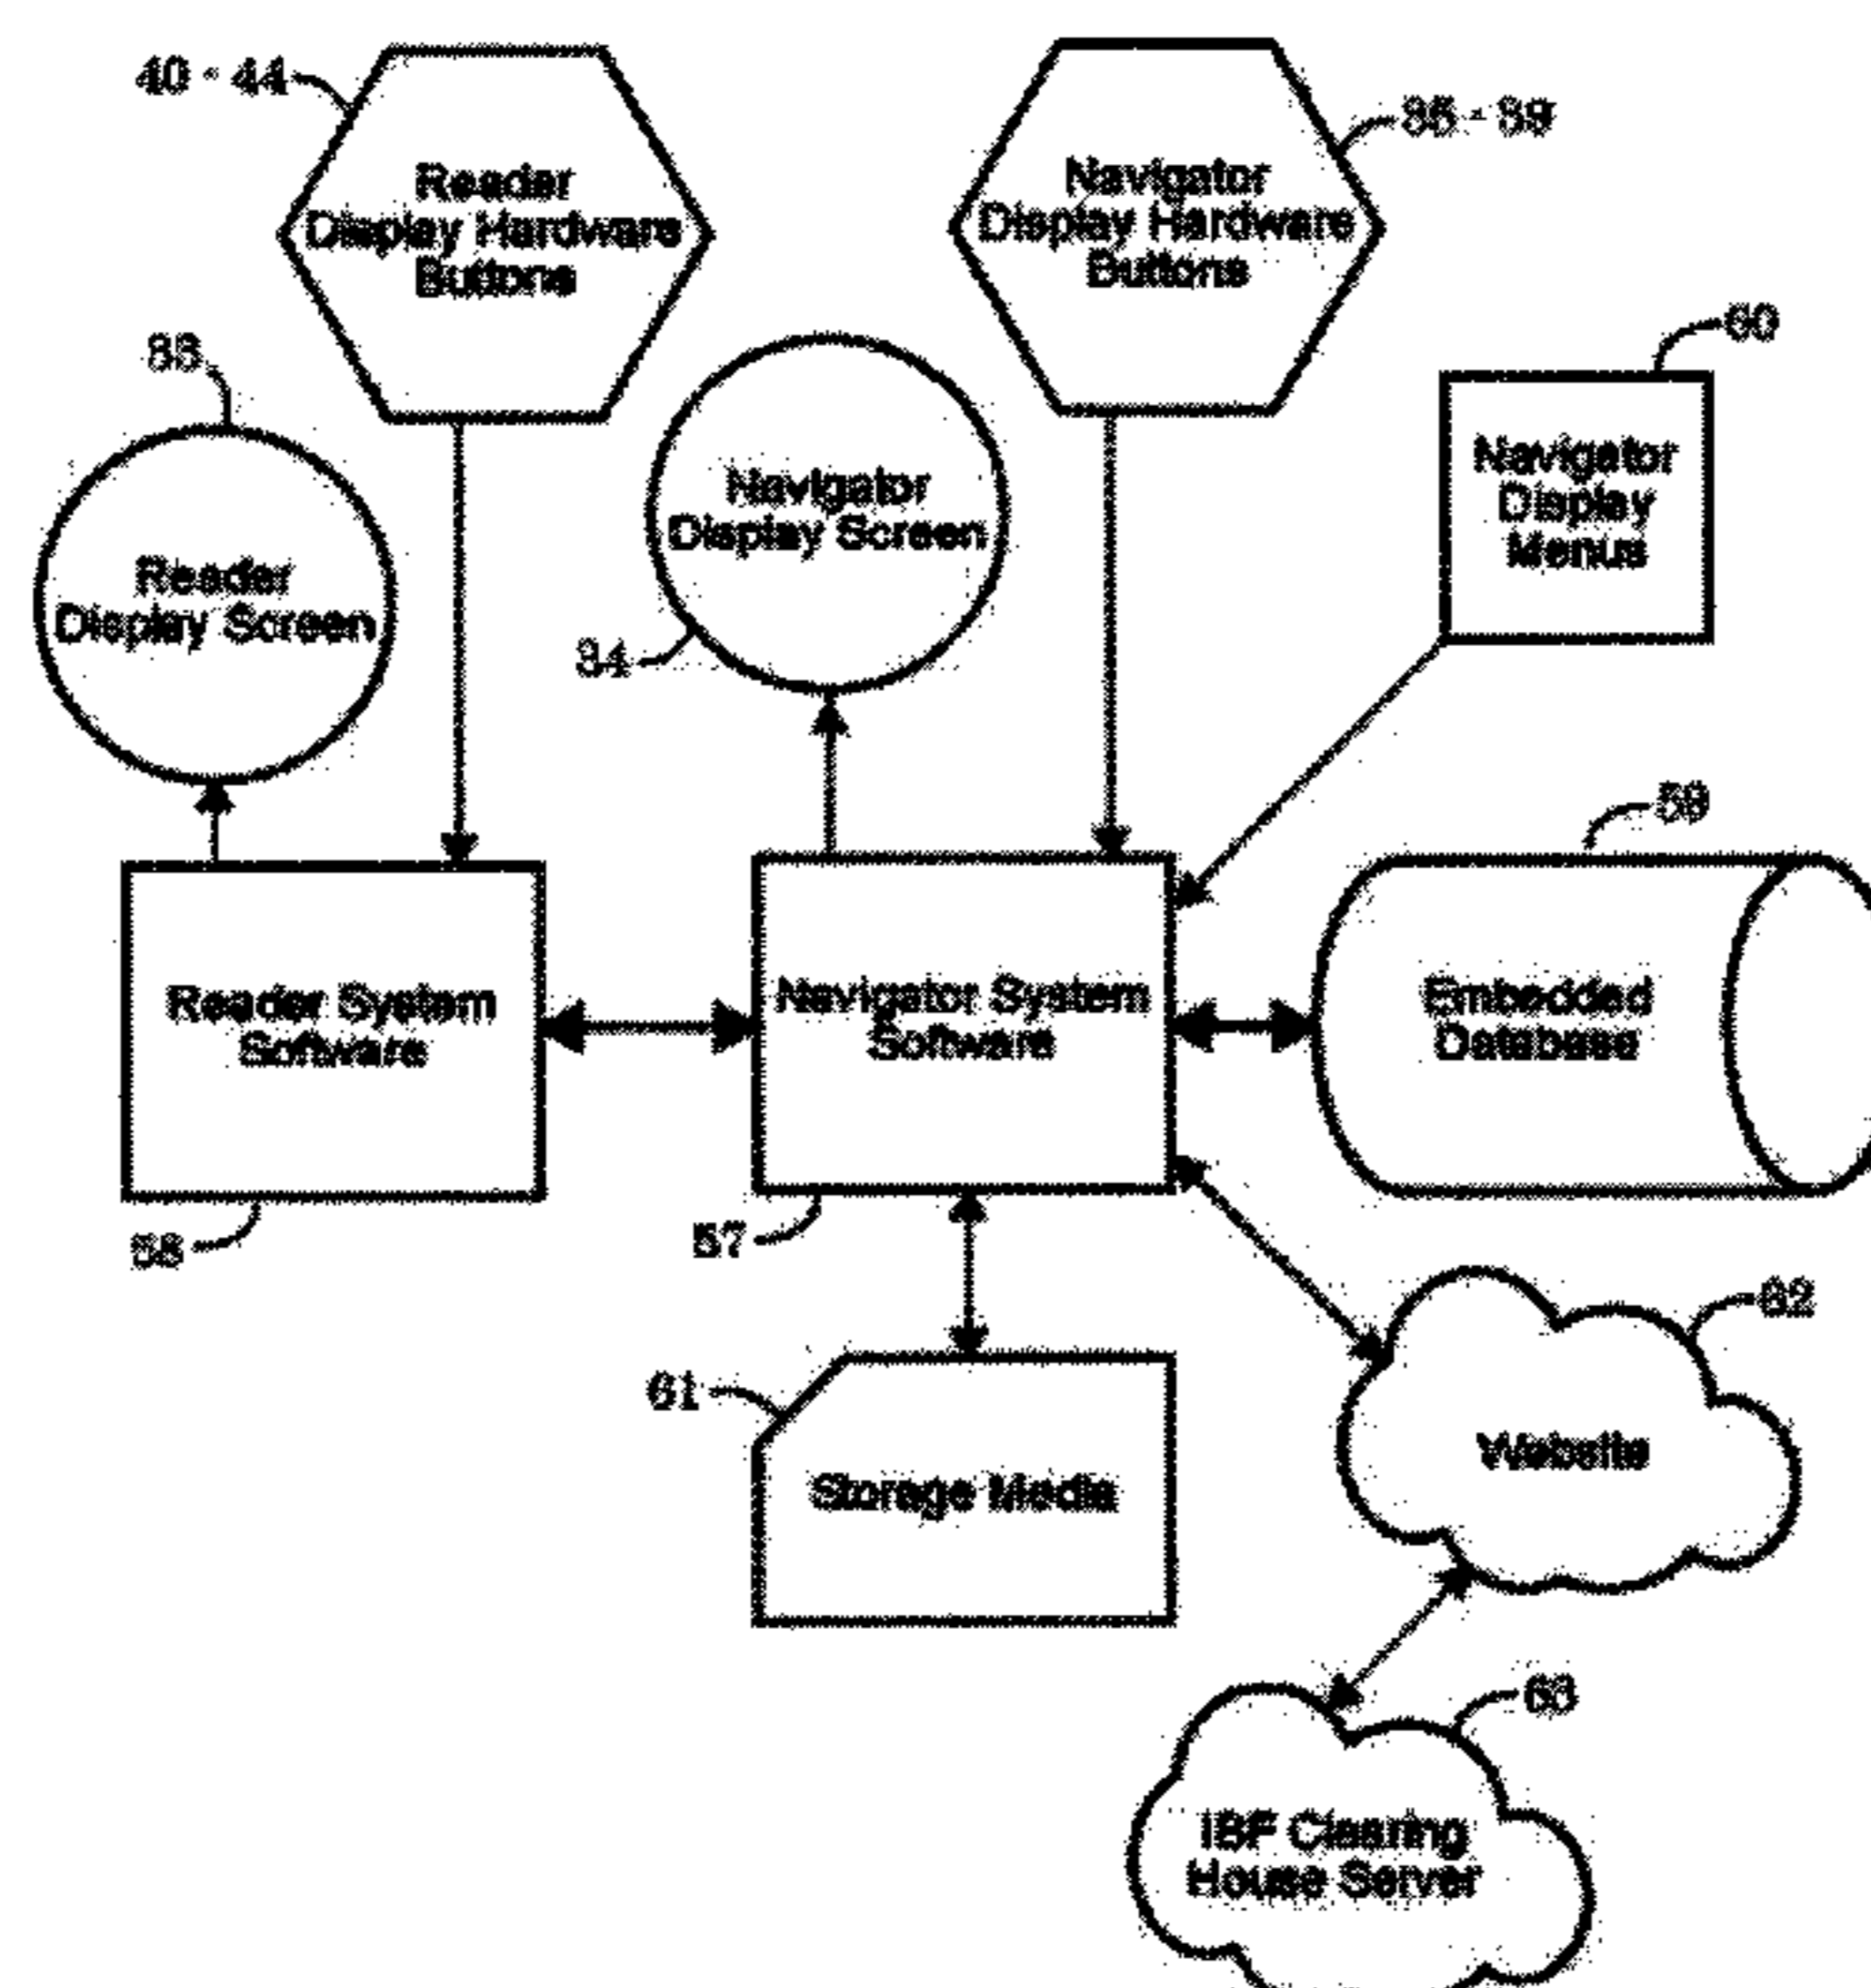 40 - 44
Reader
Display Hardware
Buttons
Navigator
Display Hardware
Buttons
35 - 39
33
Reader
Display Screen
Navigator
Display Screen
34
60
Navigator
Display
Menus
59
Reader System
Software
Navigator System
Software
Embedded
Database
58
57
62
61
Website
Storage Media
63
IBF Clearing
House Server